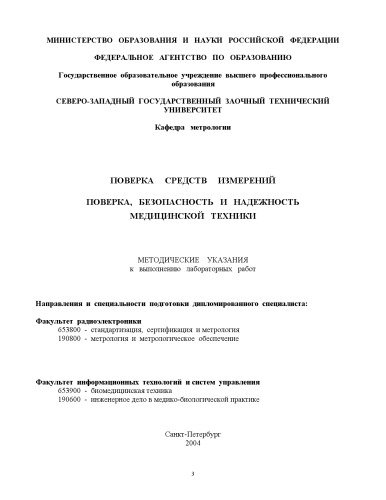 МИНИСТЕРСТВО ОБРАЗОВАНИЯ И НАУКИ РОССИЙСКОЙ ФЕДЕРАЦИИ
ФЕДЕРАЛЬНОЕ АГЕНТСТВО ПО ОБРАЗОВАНИЮ
Государственное образовательное учреждение высшего профессионального
образования
СЕВЕРО-ЗАПАДНЫЙ ГОСУДАРСТВЕННЫЙ ЗАОЧНЫЙ ТЕХНИЧЕСКИЙ
УНИВЕРСИТЕТ
Кафедра метрологии
ПОВЕРКА СРЕДСТВ ИЗМЕРЕНИЙ
ПОВЕРКА, БЕЗОПАСНОСТЬ И НАДЕЖНОСТЬ
МЕДИЦИНСКОЙ ТЕХНИКИ
МЕТОДИЧЕСКИЕ УКАЗАНИЯ
к выполнению лабораторных работ
Направления и специальности подготовки дипломированного специалиста:
Факультет радиоэлектроники
653800 - стандартизация, сертификация и метрология
190800 - метрология и метрологическое обеспечение
Факультет информационных технологий и систем управления
653900 - биомедицинская техника
190600 - инженерное дело в медико-биологической практике
Санкт-Петербург
2004
3